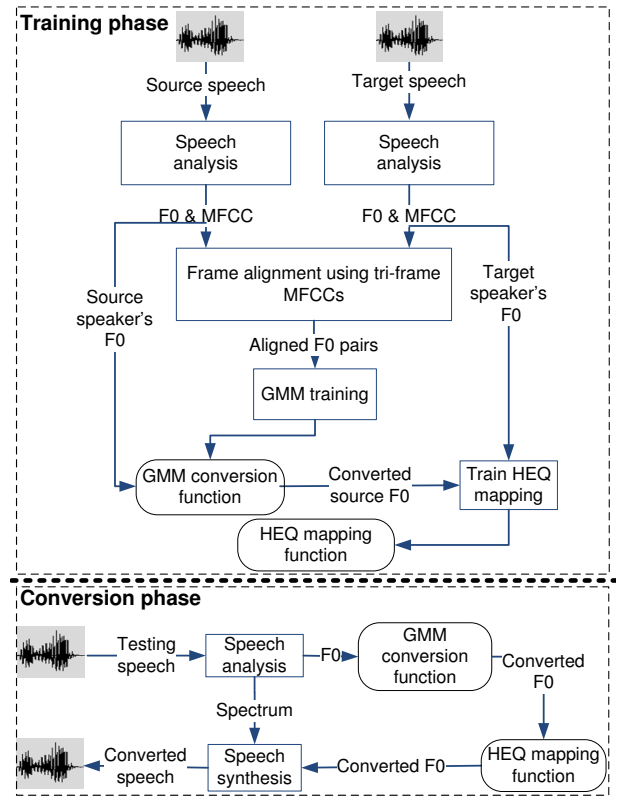 Training phase
Source speech
Target speech
Speech
analysis
Speech
analysis
F0 & MFCC
F0 & MFCC
Frame alignment using tri-frame
MFCCs
Source
speaker's
F0
Target
speaker's
F0
Aligned F0 pairs
GMM training
GMM conversion
function
Converted
source F0
Train HEQ
mapping
HEQ mapping
function
Conversion phase
Testing
speech
Speech
analysis
F0
GMM
conversion
function
Converted
F0
Spectrum
Converted
speech
Speech
synthesis
Converted F0
HEQ mapping
function